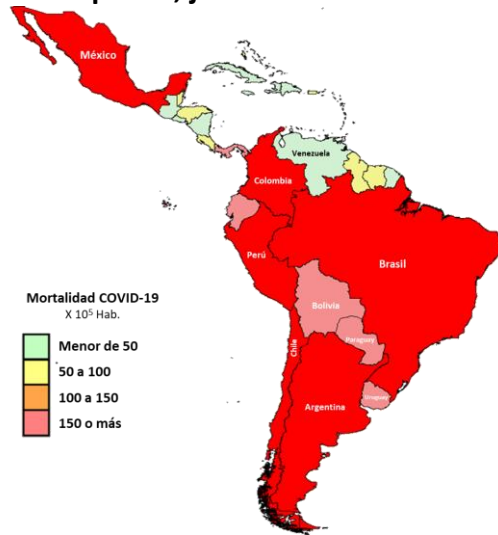 México
Venezuela
Colombia
Perú
Brasil
Bolivia
Paraguay
Chile
Uruguay
Argentina
Mortalidad COVID-19
X 10⁵ Hab.
Menor de 50
50 a 100
100 a 150
150 o más